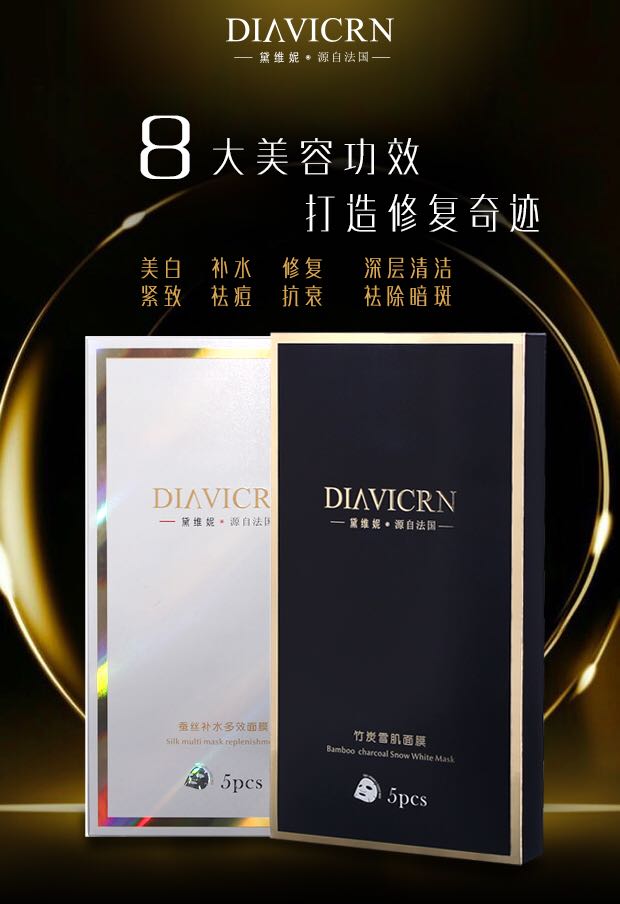 DIAVICRN
黛维妮 源自法国
8大美容功效
打造修复奇迹
美白 补水 修复 深层清洁
紧致 祛痘 抗衰 祛除暗斑
DIAVICRN
黛维妮 源自法国
蚕丝补水多效面膜
Silk multi mask
5pcs
DIAVICRN
黛维妮 源自法国
竹炭雪肌面膜
Bamboo charcoal Snow White Mask
5pcs